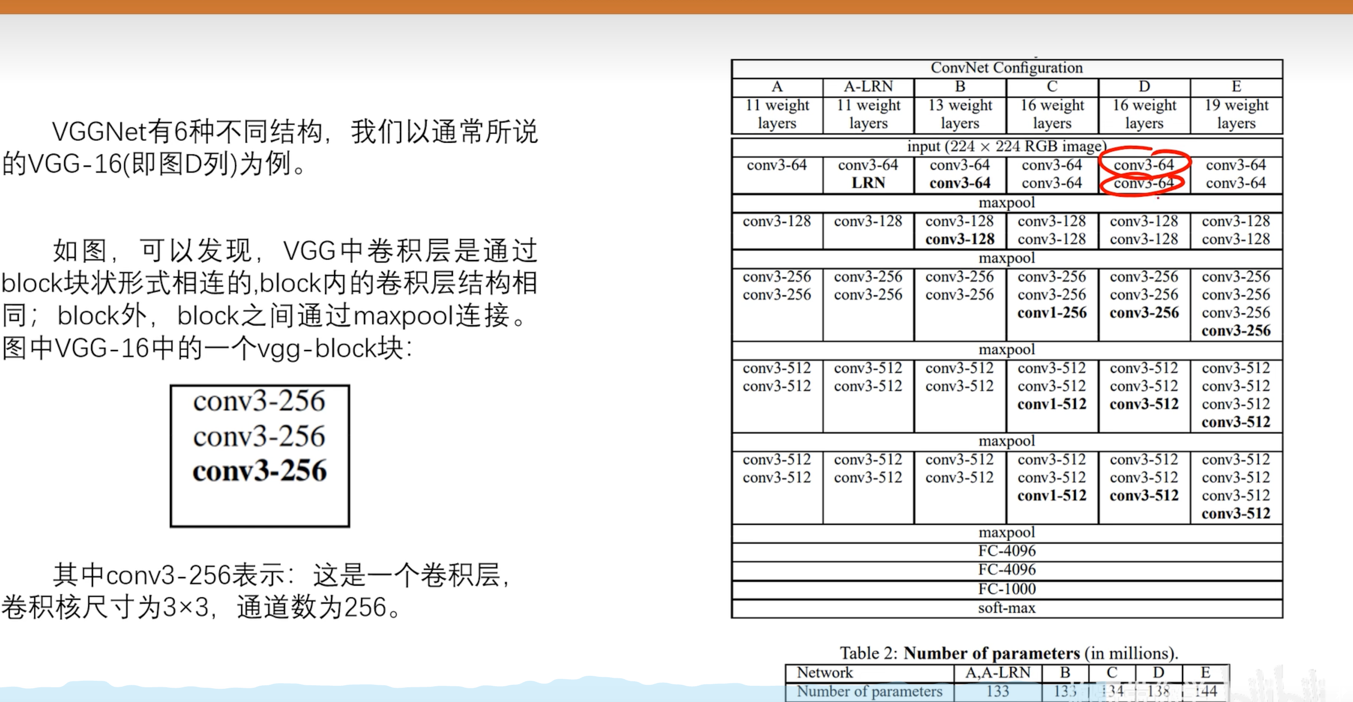 VGGNet有6种不同结构，我们以通常所说
的VGG-16(即图D列)为例。
如图，可以发现，VGG中卷积层是通过
block块状形式相连的,block内的卷积层结构相
同；block外，block之间通过maxpool连接。
图中VGG-16中的一个vgg-block块：
conv3-256
conv3-256
conv3-256
其中conv3-256表示：这是一个卷积层，
卷积核尺寸为3×3，通道数为256。
ConvNet Configuration
A A-LRN B C D E
11 weight 11 weight 13 weight 16 weight 16 weight 19 weight
layers layers layers layers layers layers
input (224 × 224 RGB image)
conv3-64 conv3-64 conv3-64 conv3-64 conv3-64 conv3-64
LRN conv3-64 conv3-64 conv3-64 conv3-64
maxpool
conv3-128 conv3-128 conv3-128 conv3-128 conv3-128 conv3-128
conv3-128 conv3-128 conv3-128 conv3-128
maxpool
conv3-256 conv3-256 conv3-256 conv3-256 conv3-256 conv3-256
conv3-256 conv3-256 conv3-256 conv3-256 conv3-256 conv3-256
conv1-256 conv3-256 conv3-256
conv3-256
maxpool
conv3-512 conv3-512 conv3-512 conv3-512 conv3-512 conv3-512
conv3-512 conv3-512 conv3-512 conv3-512 conv3-512 conv3-512
conv1-512 conv3-512 conv3-512
conv3-512
maxpool
conv3-512 conv3-512 conv3-512 conv3-512 conv3-512 conv3-512
conv3-512 conv3-512 conv3-512 conv3-512 conv3-512 conv3-512
conv1-512 conv3-512 conv3-512
conv3-512
maxpool
FC-4096
FC-4096
FC-1000
soft-max
Table 2: Number of parameters (in millions).
Network A,A-LRN B C D E
Number of parameters 133 133 134 138 144